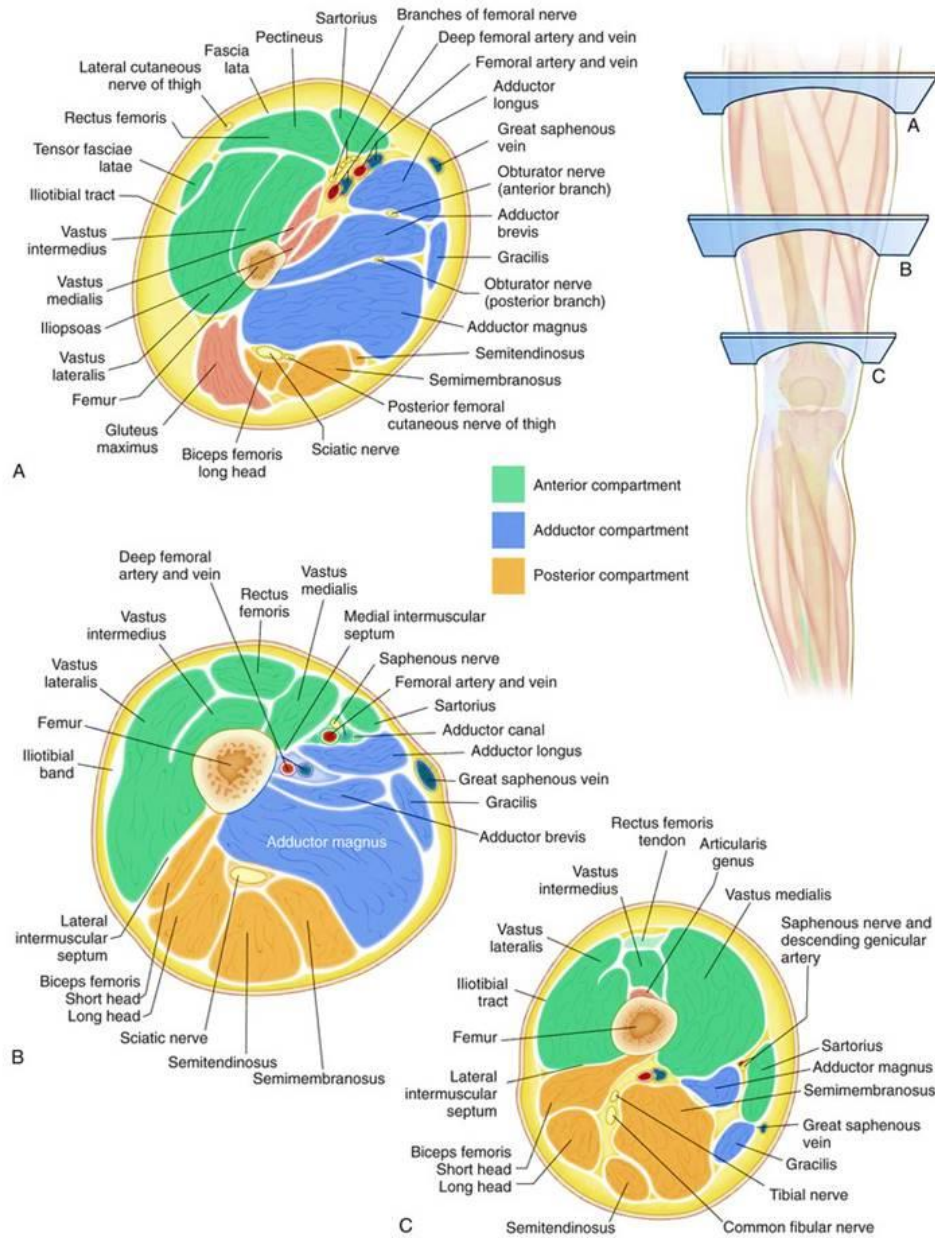 Branches of femoral nerve
Sartorius
Deep femoral artery and vein
Pectineus
Femoral artery and vein
Fascia
lata
Adductor
longus
Lateral cutaneous
nerve of thigh
Great saphenous
vein
Rectus femoris
Tensor fasciae
latae
Obturator nerve
(anterior branch)
Iliotibial tract
Adductor
brevis
Vastus
intermedius
Gracilis
Vastus
medialis
Obturator nerve
(posterior branch)
Iliopsoas
Adductor magnus
Vastus
lateralis
Semitendinosus
Femur
Semimembranosus
Gluteus
maximus
Posterior femoral
cutaneous nerve of thigh
Biceps femoris
long head
Sciatic nerve
A
A
B
C
Anterior compartment
Adductor compartment
Posterior compartment
Deep femoral
artery and vein
Vastus
medialis
Rectus
femoris
Medial intermuscular
septum
Vastus
intermedius
Saphenous nerve
Vastus
lateralis
Femoral artery and vein
Sartorius
Femur
Adductor canal
Iliotibial
band
Adductor longus
Great saphenous vein
Gracilis
Adductor magnus
Adductor brevis
Lateral
intermuscular
septum
Biceps femoris
Short head
Long head
Sciatic nerve
Semitendinosus
Semimembranosus
B
Rectus femoris
tendon
Articularis
genus
Vastus
intermedius
Vastus medialis
Vastus
lateralis
Saphenous nerve and
descending genicular
artery
Iliotibial
tract
Femur
Sartorius
Adductor magnus
Lateral
intermuscular
septum
Semimembranosus
Great saphenous
vein
Biceps femoris
Short head
Long head
Gracilis
Tibial nerve
Semitendinosus
Common fibular nerve
C